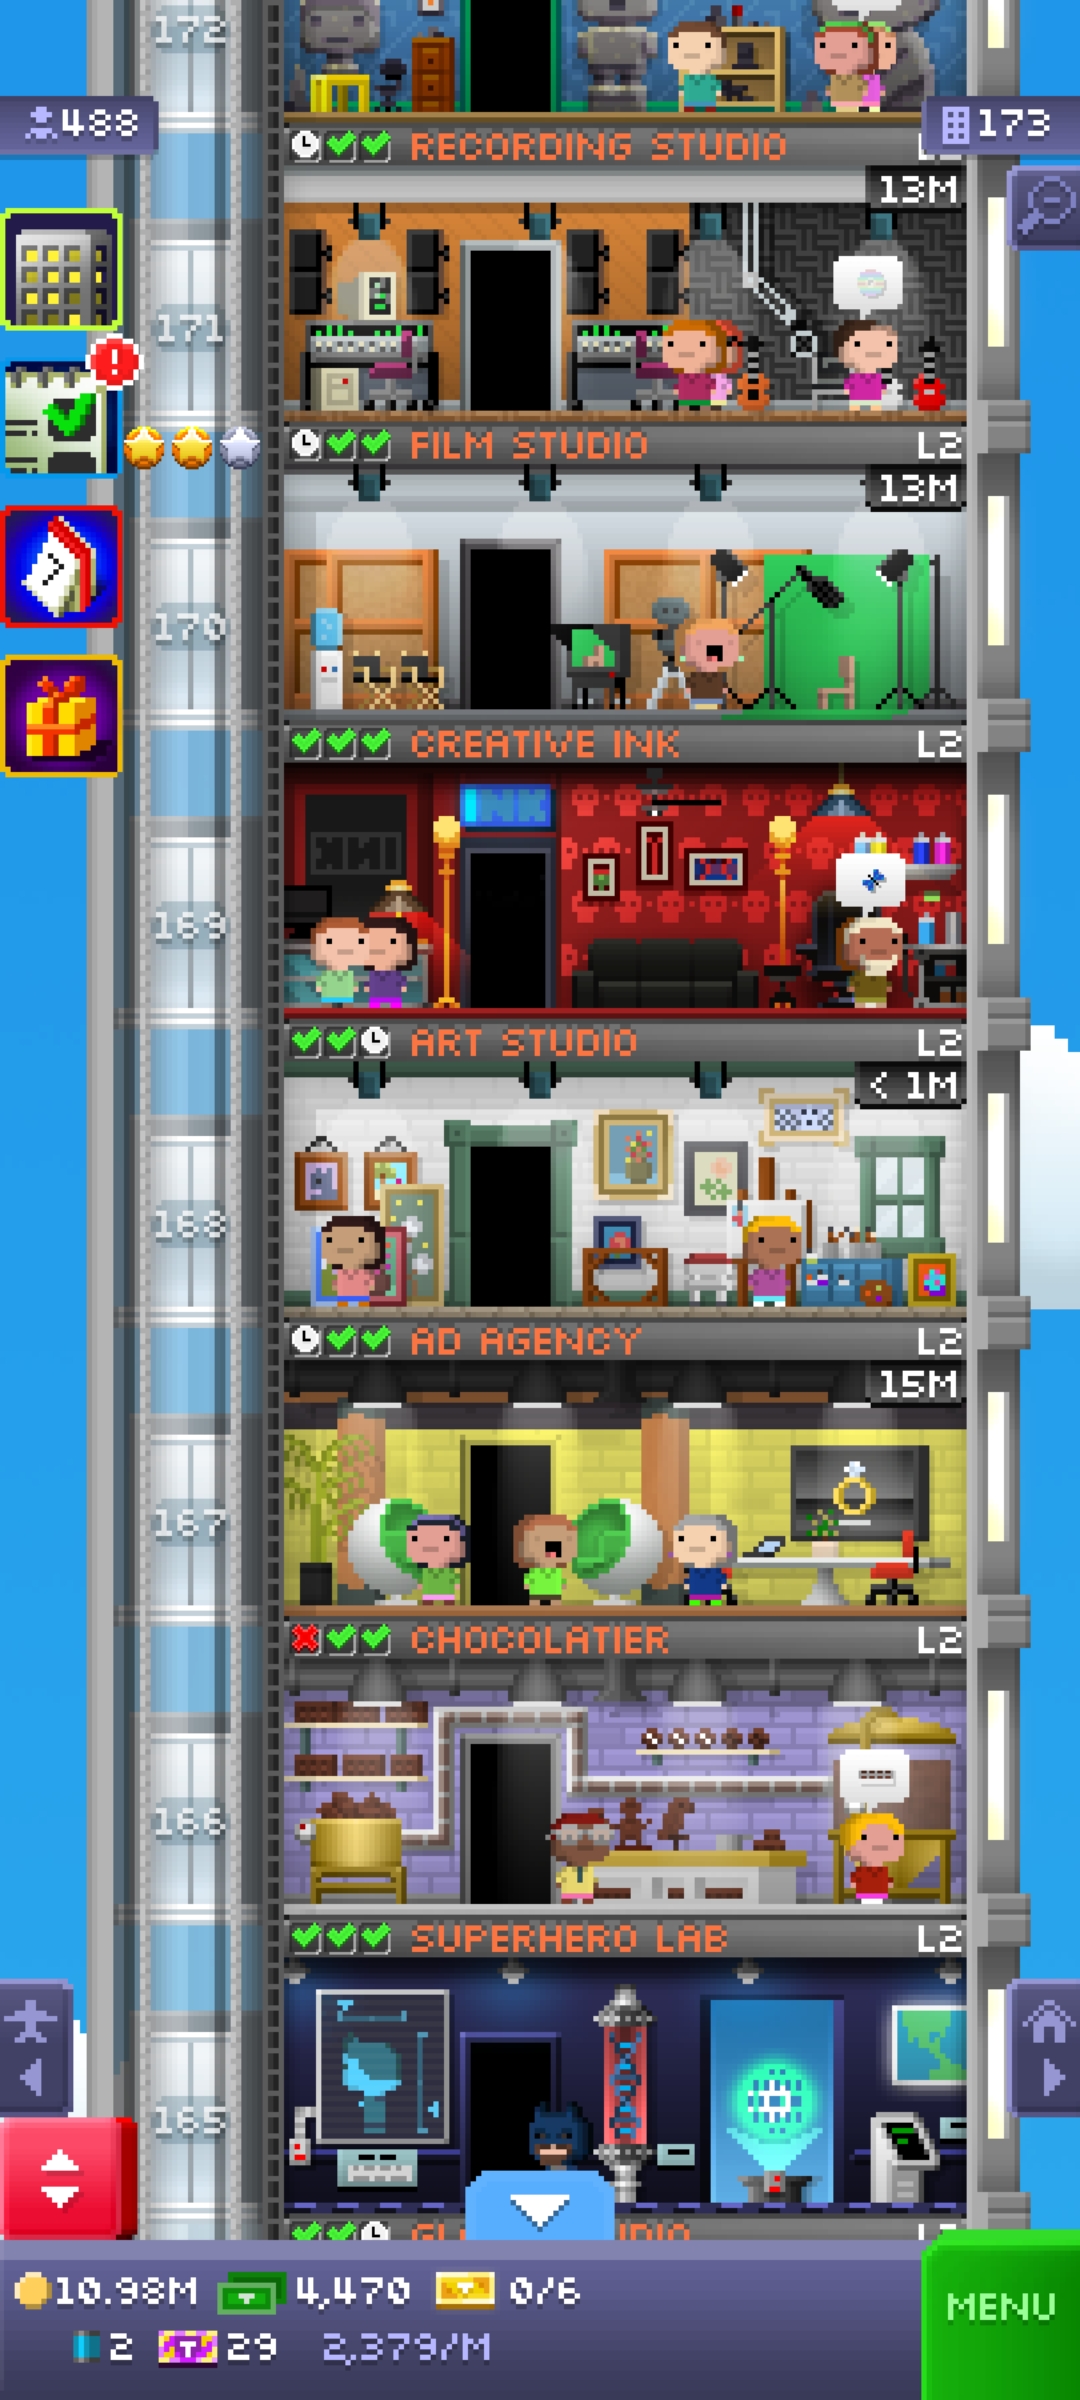 172
488
173
RECORDING STUDIO
13M
171
FILM STUDIO L2
13M
7
170
CREATIVE INK L2
INK
169
ART STUDIO L2
< 1M
168
AD AGENCY L2
15M
167
CHOCOLATIER L2
166
SUPERHERO LAB L2
165
10.98M 4,470 0/6
MENU
2 29 2,379/M